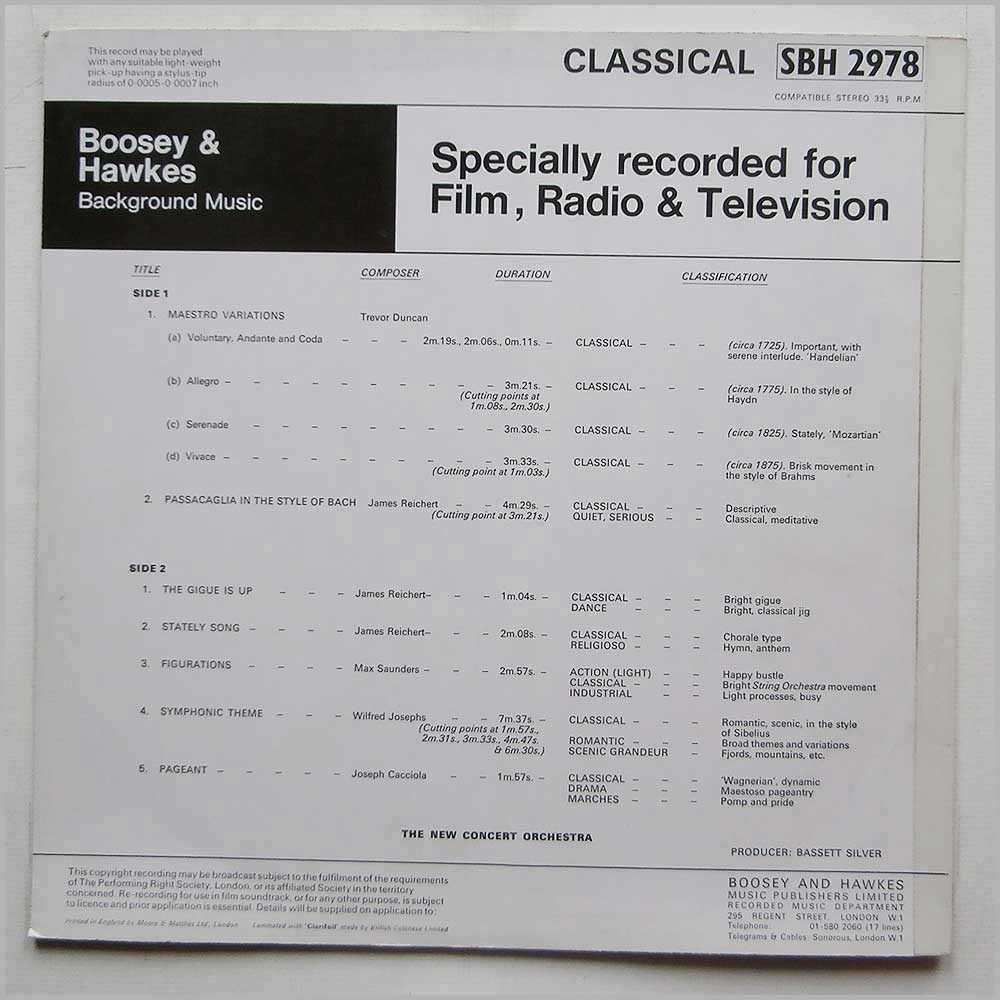 This record may be played
with any suitable light-weight
pick-up having a stylus-tip
radius of 0·0005-0·0007 inch
CLASSICAL SBH 2978
COMPATIBLE STEREO 33⅓ R.P.M.
Boosey &
Hawkes
Background Music
Specially recorded for
Film, Radio & Television
TITLE COMPOSER DURATION CLASSIFICATION
SIDE 1
1. MAESTRO VARIATIONS Trevor Duncan
(a) Voluntary, Andante and Coda – – – 2m.19s., 2m.06s., 0m.11s. – CLASSICAL – – – (circa 1725). Important, with
serene interlude. 'Handelian'
(b) Allegro – – – – – – – – – – 3m.21s. – CLASSICAL – – – (circa 1775). In the style of
(Cutting points at Haydn
1m.08s., 2m.30s.)
(c) Serenade – – – – – – – – – 3m.30s. – CLASSICAL – – – (circa 1825). Stately, 'Mozartian'
(d) Vivace – – – – – – – – – – 3m.33s. – CLASSICAL – – – (circa 1875). Brisk movement in
(Cutting point at 1m.03s.) the style of Brahms
2. PASSACAGLIA IN THE STYLE OF BACH James Reichert – – 4m.29s. – CLASSICAL – – – Descriptive
(Cutting point at 3m.21s.) QUIET, SERIOUS – – Classical, meditative
SIDE 2
1. THE GIGUE IS UP – – – James Reichert– – – 1m.04s. – CLASSICAL – – – Bright gigue
DANCE – – – Bright, classical jig
2. STATELY SONG – – – – James Reichert– – – 2m.08s. – CLASSICAL – – – Chorale type
RELIGIOSO – – – Hymn, anthem
3. FIGURATIONS – – – – Max Saunders – – – 2m.57s. – ACTION (LIGHT) – – Happy bustle
CLASSICAL – – – Bright String Orchestra movement
INDUSTRIAL – – Light processes, busy
4. SYMPHONIC THEME – – – Wilfred Josephs – – 7m.37s. – CLASSICAL – – – Romantic, scenic, in the style
(Cutting points at 1m.57s., of Sibelius
2m.31s., 3m.33s., 4m.47s. ROMANTIC – – – Broad themes and variations
& 6m.30s.) SCENIC GRANDEUR – – Fjords, mountains, etc.
5. PAGEANT – – – – – Joseph Cacciola – – 1m.57s. – CLASSICAL – – – 'Wagnerian', dynamic
DRAMA – – – Maestoso pageantry
MARCHES – – – Pomp and pride
THE NEW CONCERT ORCHESTRA
PRODUCER: BASSETT SILVER
This copyright recording may be broadcast subject to the fulfilment of the requirements
of The Performing Right Society, London, or its affiliated Society in the territory
concerned. Re-recording for use in film soundtrack, or for any other purpose, is subject
to licence and prior application is essential. Details will be supplied on application to:
Printed in England by Moore & Matthes Ltd., London Laminated with 'Clarifoil' made by British Celanese Limited
BOOSEY AND HAWKES
MUSIC PUBLISHERS LIMITED
RECORDED MUSIC DEPARTMENT
295 REGENT STREET, LONDON W.1
Telephone: 01-580 2060 (17 lines)
Telegrams & Cables: Sonorous, London W.1